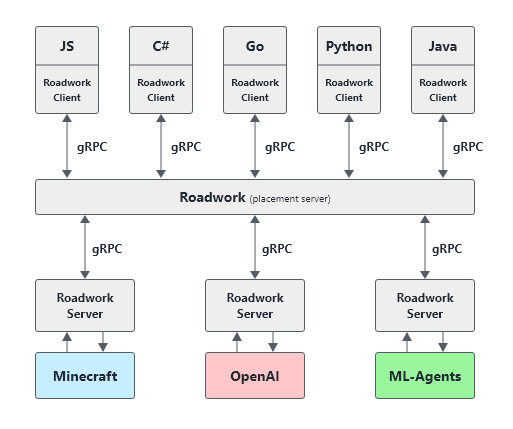 JS
C#
Go
Python
Java
Roadwork
Client
Roadwork
Client
Roadwork
Client
Roadwork
Client
Roadwork
Client
gRPC
gRPC
gRPC
gRPC
gRPC
Roadwork (placement server)
gRPC
gRPC
gRPC
Roadwork
Server
Roadwork
Server
Roadwork
Server
Minecraft
OpenAI
ML-Agents